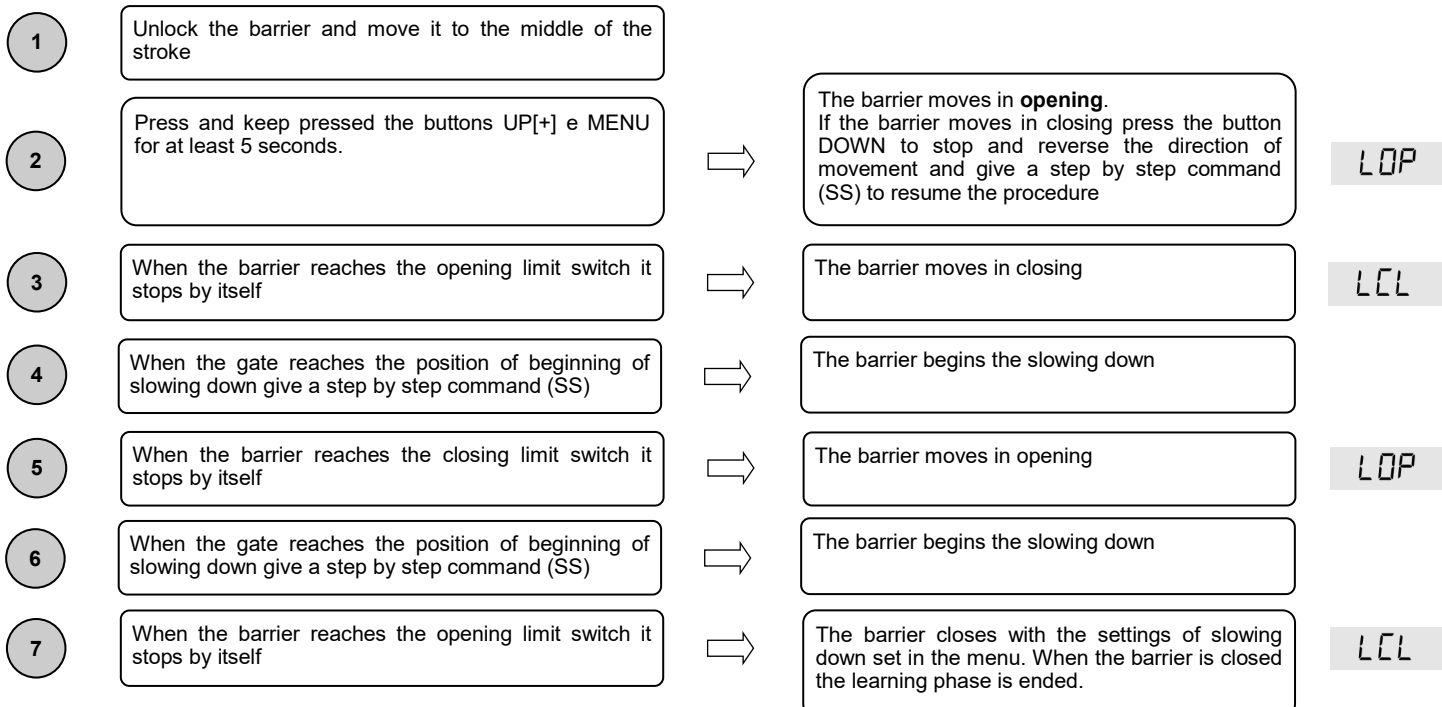 1
Unlock the barrier and move it to the middle of the
stroke
2
Press and keep pressed the buttons UP[+] e MENU
for at least 5 seconds.
The barrier moves in opening.
If the barrier moves in closing press the button
DOWN to stop and reverse the direction of
movement and give a step by step command
(SS) to resume the procedure
LOP
3
When the barrier reaches the opening limit switch it
stops by itself
The barrier moves in closing
LCL
4
When the gate reaches the position of beginning of
slowing down give a step by step command (SS)
The barrier begins the slowing down
5
When the barrier reaches the closing limit switch it
stops by itself
The barrier moves in opening
LOP
6
When the gate reaches the position of beginning of
slowing down give a step by step command (SS)
The barrier begins the slowing down
7
When the barrier reaches the opening limit switch it
stops by itself
The barrier closes with the settings of slowing
down set in the menu. When the barrier is closed
the learning phase is ended.
LCL